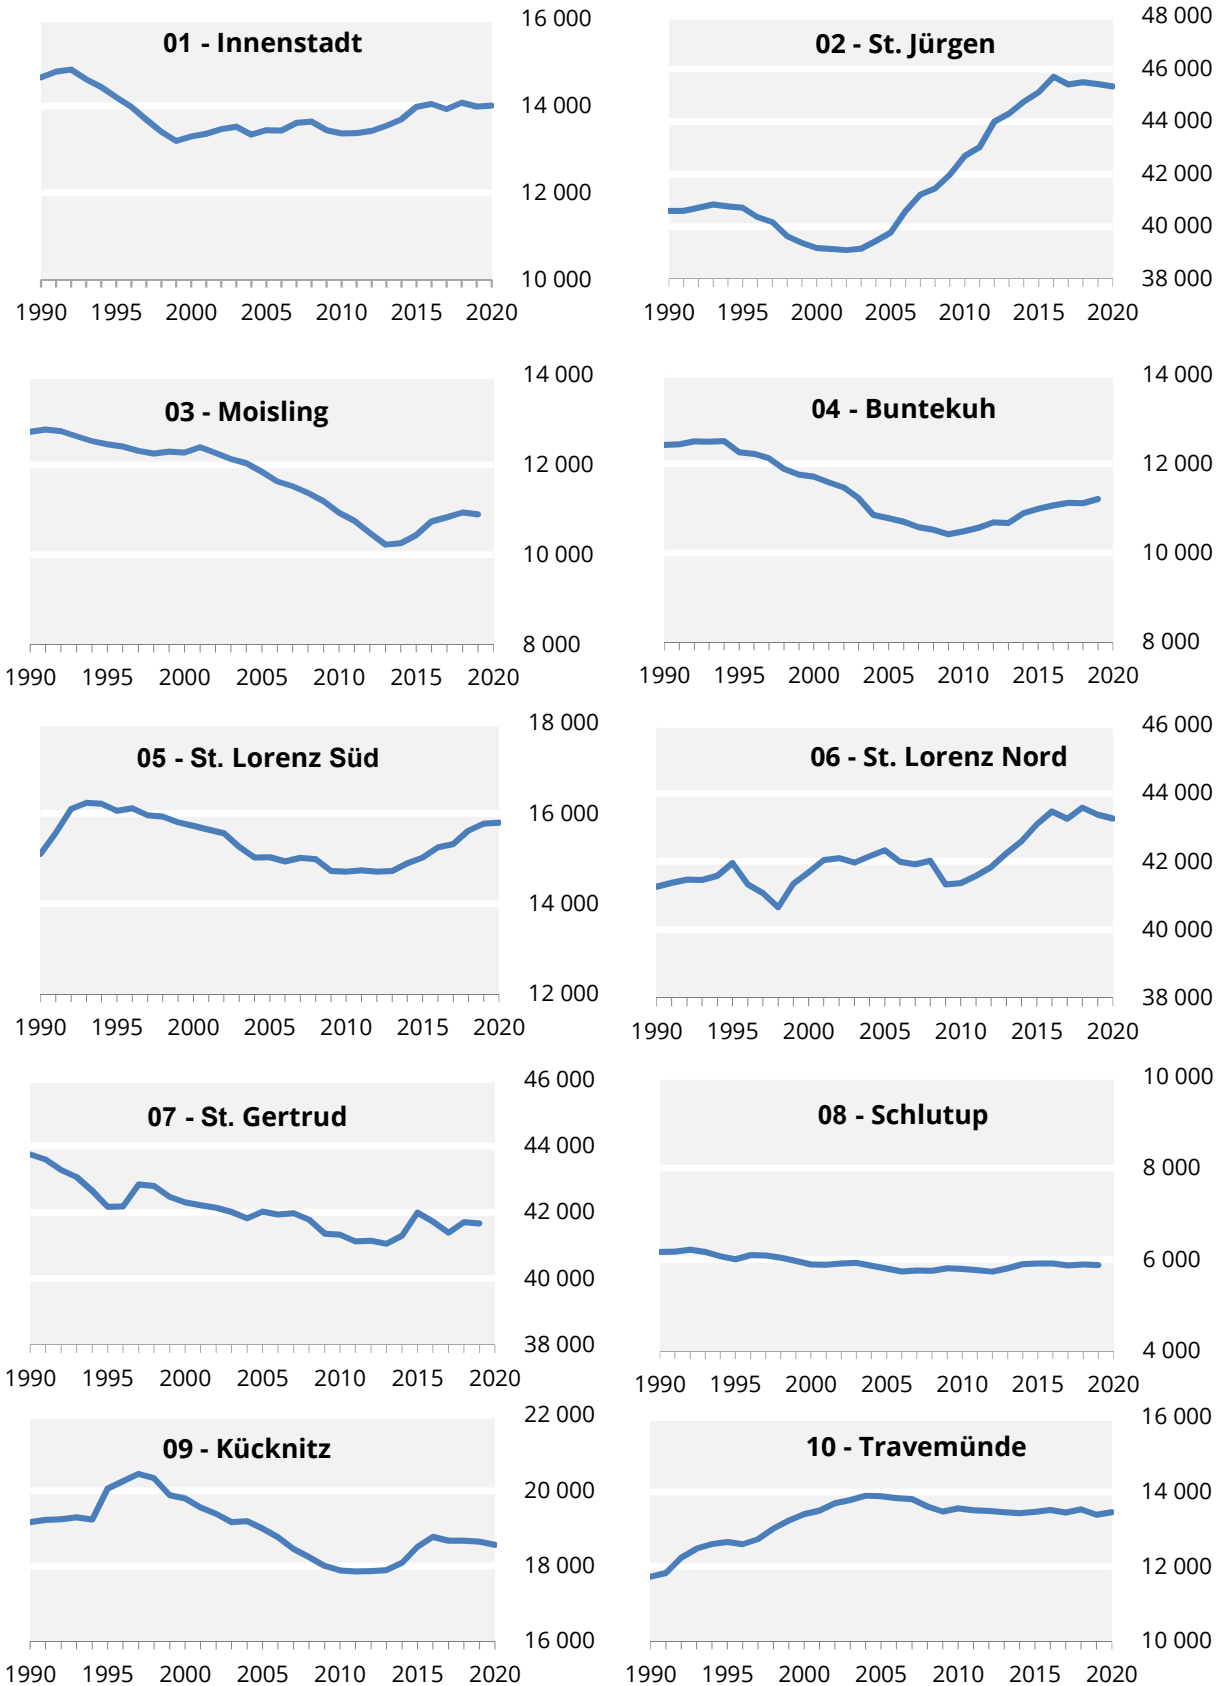 16 000
01 - Innenstadt
14 000
12 000
10 000
1990 1995 2000 2005 2010 2015 2020
48 000
02 - St. Jürgen
46 000
44 000
42 000
40 000
38 000
1990 1995 2000 2005 2010 2015 2020
14 000
03 - Moisling
12 000
10 000
8 000
1990 1995 2000 2005 2010 2015 2020
14 000
04 - Buntekuh
12 000
10 000
8 000
1990 1995 2000 2005 2010 2015 2020
18 000
05 - St. Lorenz Süd
16 000
14 000
12 000
1990 1995 2000 2005 2010 2015 2020
46 000
06 - St. Lorenz Nord
44 000
42 000
40 000
38 000
1990 1995 2000 2005 2010 2015 2020
46 000
07 - St. Gertrud
44 000
42 000
40 000
38 000
1990 1995 2000 2005 2010 2015 2020
10 000
08 - Schlutup
8 000
6 000
4 000
1990 1995 2000 2005 2010 2015 2020
22 000
09 - Kücknitz
20 000
18 000
16 000
1990 1995 2000 2005 2010 2015 2020
16 000
10 - Travemünde
14 000
12 000
10 000
1990 1995 2000 2005 2010 2015 2020